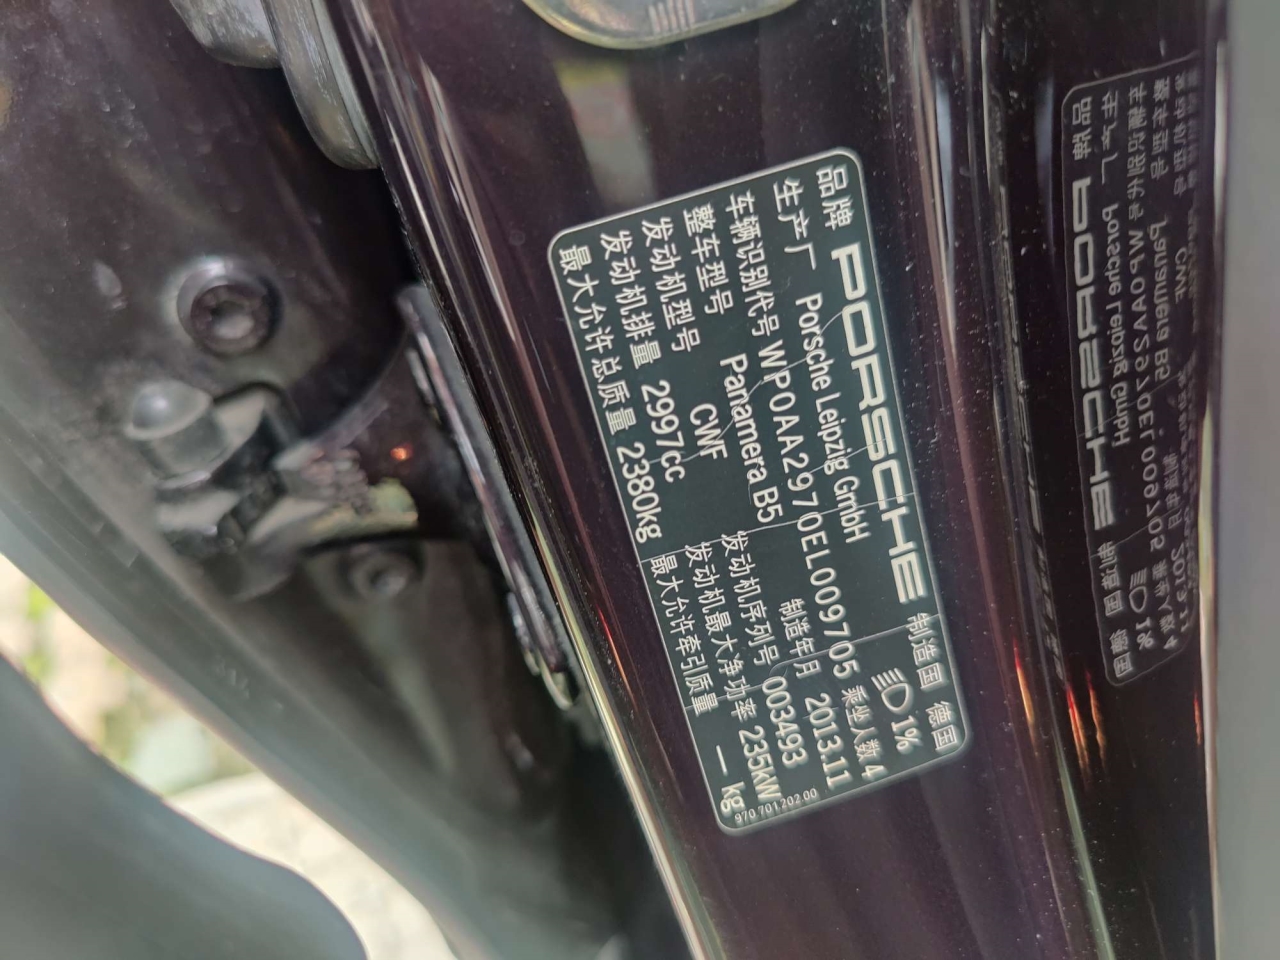 品牌 PORSCHE 制造国 德国
生产厂 Porsche Leipzig GmbH 1%
车辆识别代号 WP0AA2970EL009705 乘坐人数 4
整车型号 Panamera B5 制造年月 2013.11
发动机型号 CWF 发动机序列号 003493
发动机排量 2997cc 发动机最大净功率 235kW
最大允许总质量 2380kg 最大允许牵引质量 — kg
970.701.202.00